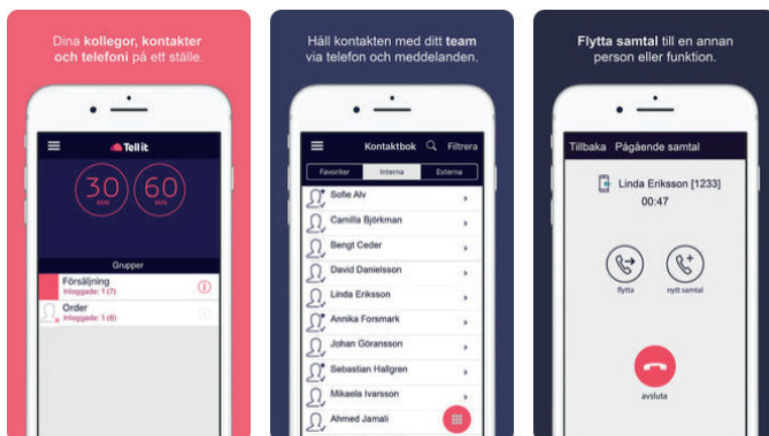 Dina kollegor, kontakter
och telefoni på ett ställe.
Tellit
30
MIN
60
MIN
Grupper
Försäljning
Inloggade: 1 (7)
Order
Inloggade: 1 (6)
Håll kontakten med ditt team
via telefon och meddelanden.
Kontaktbok Filtrera
Favoriter Interna Externa
Sofie Alv
Camilla Björkman
Bengt Ceder
David Danielsson
Linda Eriksson
Annika Forsmark
Johan Göransson
Sebastian Hallgren
Mikaela Ivarsson
Ahmed Jamali
Flytta samtal till en annan
person eller funktion.
Tillbaka Pågående samtal
Linda Eriksson [1233]
00:47
flytta nytt samtal
avsluta